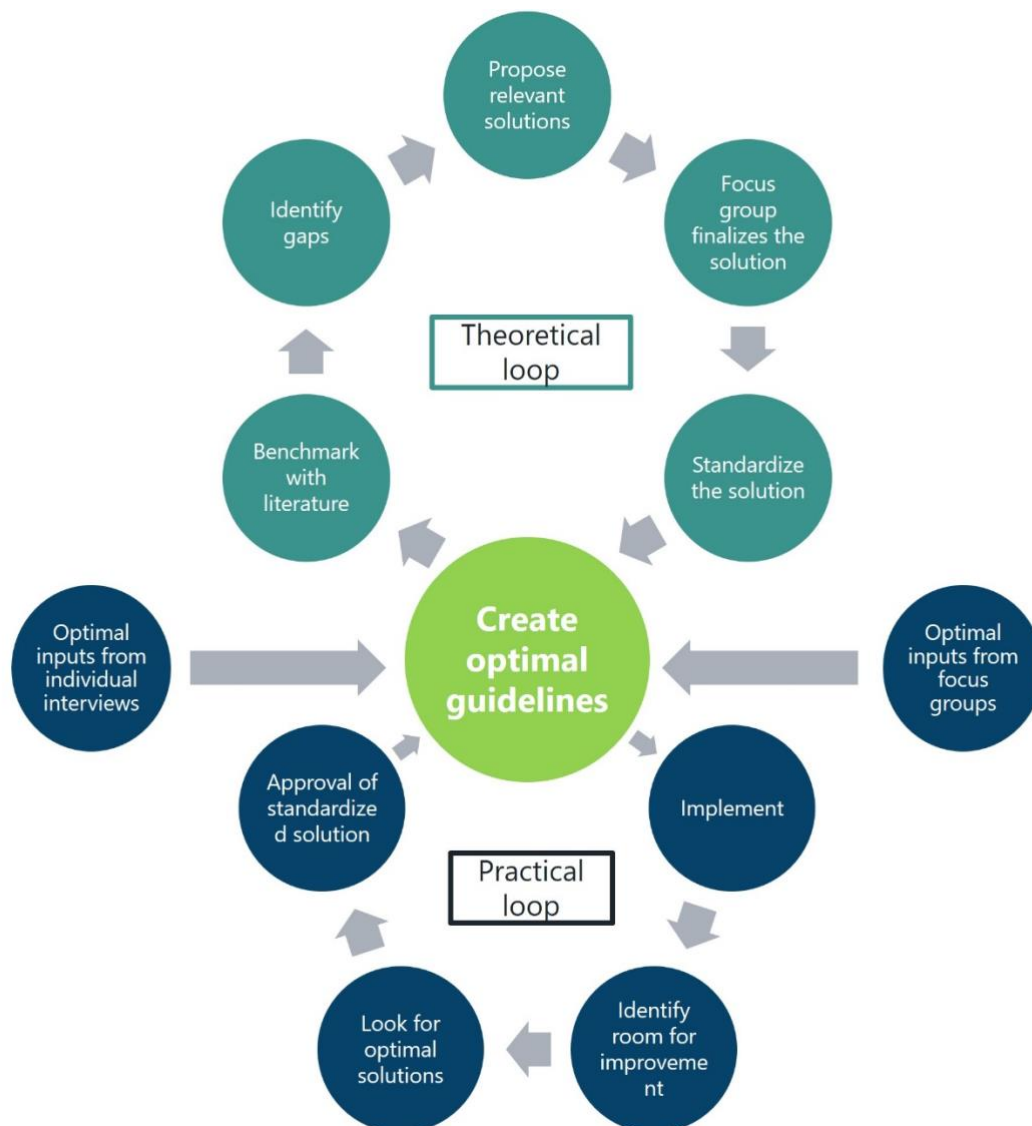 Propose
relevant
solutions
Identify
gaps
Focus
group
finalizes the
solution
Theoretical
loop
Benchmark
with
literature
Standardize
the solution
Create
optimal
guidelines
Optimal
inputs from
individual
interviews
Optimal
inputs from
focus
groups
Approval of
standardize
d solution
Implement
Practical
loop
Look for
optimal
solutions
Identify
room for
improveme
nt